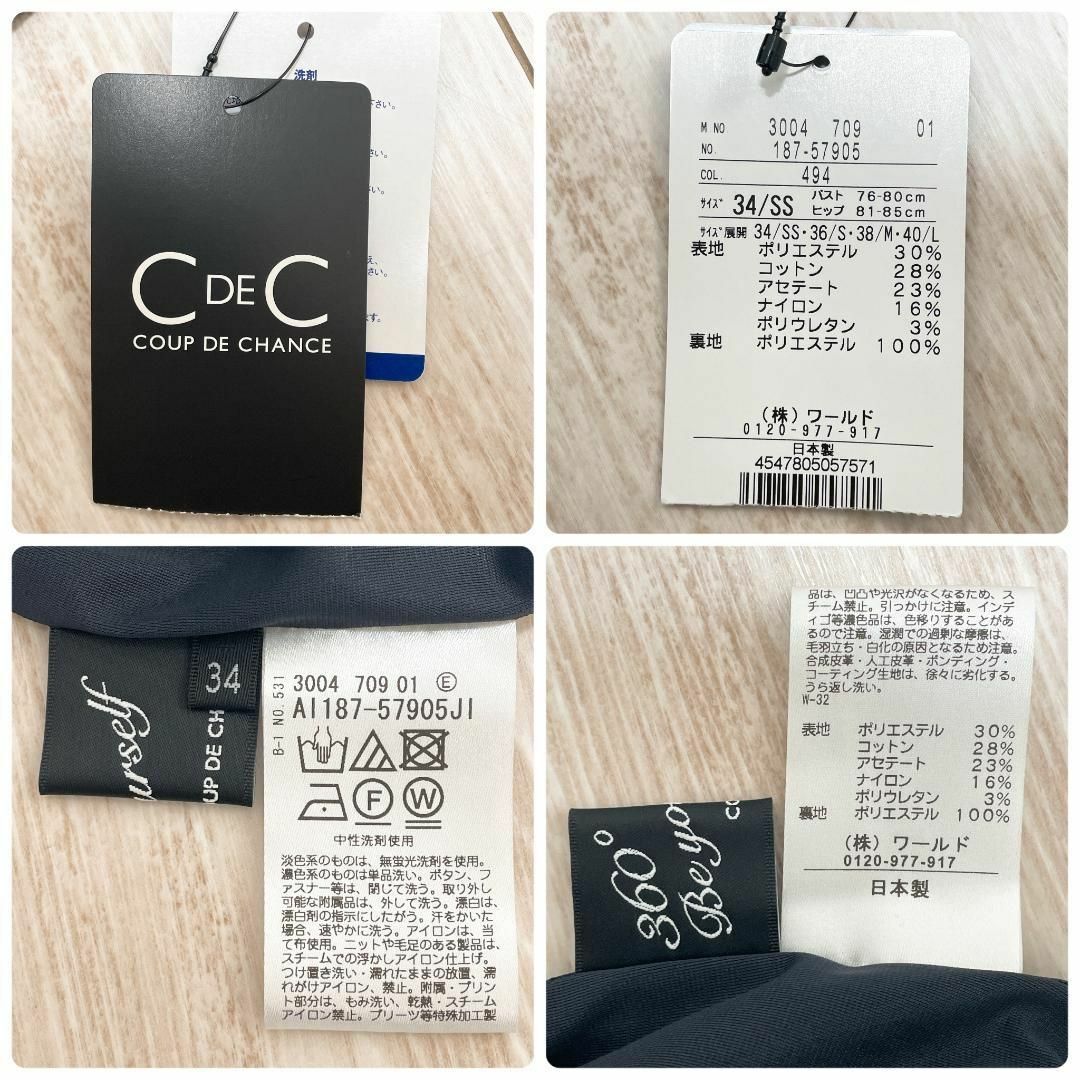 洗剤
さい。
い。
え、
さい。
す。
C DE C
COUP DE CHANCE
M.NO. 3004 709 01
NO. 187-57905
COL. 494
サイズ 34/SS バスト 76-80cm
ヒップ 81-85cm
サイズ展開 34/SS・36/S・38/M・40/L
表地 ポリエステル 30%
コットン 28%
アセテート 23%
ナイロン 16%
ポリウレタン 3%
裏地 ポリエステル 100%
(株)ワールド
0120-977-917
日本製
4547805057571
urself
34
UP DE CH
B-1 NO.531
3004 709 01 Ⓔ
AI187-57905JI
F W
中性洗剤使用
淡色系のものは、無蛍光洗剤を使用。
濃色系のものは単品洗い。ボタン、フ
ァスナー等は、閉じて洗う。取り外し
可能な附属品は、外して洗う。漂白は、
漂白剤の指示にしたがう。汗をかいた
場合、速やかに洗う。アイロンは、当
て布使用。ニットや毛足のある製品は、
スチームでの浮かしアイロン仕上げ。
つけ置き洗い・濡れたままの放置、濡
れがけアイロン、禁止。附属・プリン
ト部分は、もみ洗い、乾熱・スチーム
アイロン禁止。プリーツ等特殊加工製
品は、凹凸や光沢がなくなるため、ス
チーム禁止。引っかけに注意。インデ
ィゴ等濃色品は、色移りすることがあ
るので注意。湿潤での過剰な摩擦は、
毛羽立ち・白化の原因となるため注意。
合成皮革・人工皮革・ボンディング・
コーティング生地は、徐々に劣化する。
うら返し洗い。
W-32
表地 ポリエステル 30%
コットン 28%
アセテート 23%
ナイロン 16%
ポリウレタン 3%
裏地 ポリエステル 100%
(株)ワールド
0120-977-917
日本製
360°
Be yo
CO